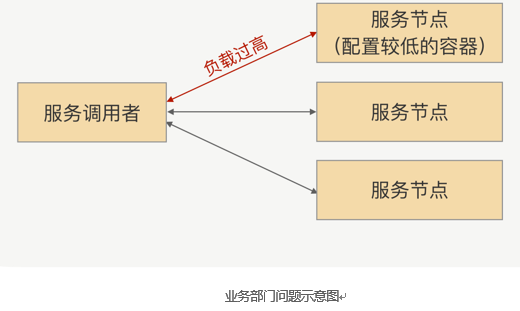 服务节点
（配置较低的容器）
负载过高
服务调用者
服务节点
服务节点
业务部门问题示意图